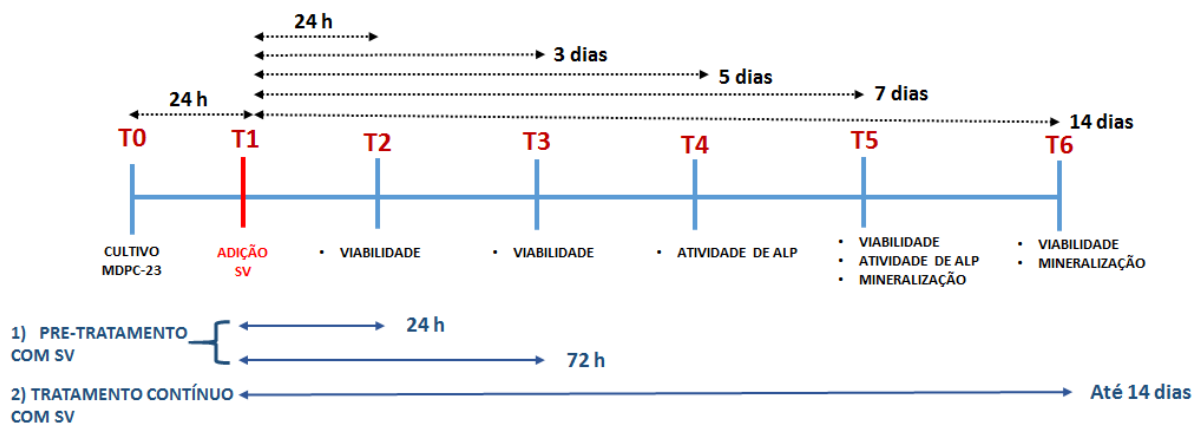 24 h
3 dias
5 dias
24 h
7 dias
14 dias
T0
T1
T2
T3
T4
T5
T6
CULTIVO
MDPC-23
ADIÇÃO
SV
• VIABILIDADE
• VIABILIDADE
• ATIVIDADE DE ALP
• VIABILIDADE
• ATIVIDADE DE ALP
• MINERALIZAÇÃO
• VIABILIDADE
• MINERALIZAÇÃO
1) PRE-TRATAMENTO
COM SV
24 h
72 h
2) TRATAMENTO CONTÍNUO
COM SV
Até 14 dias